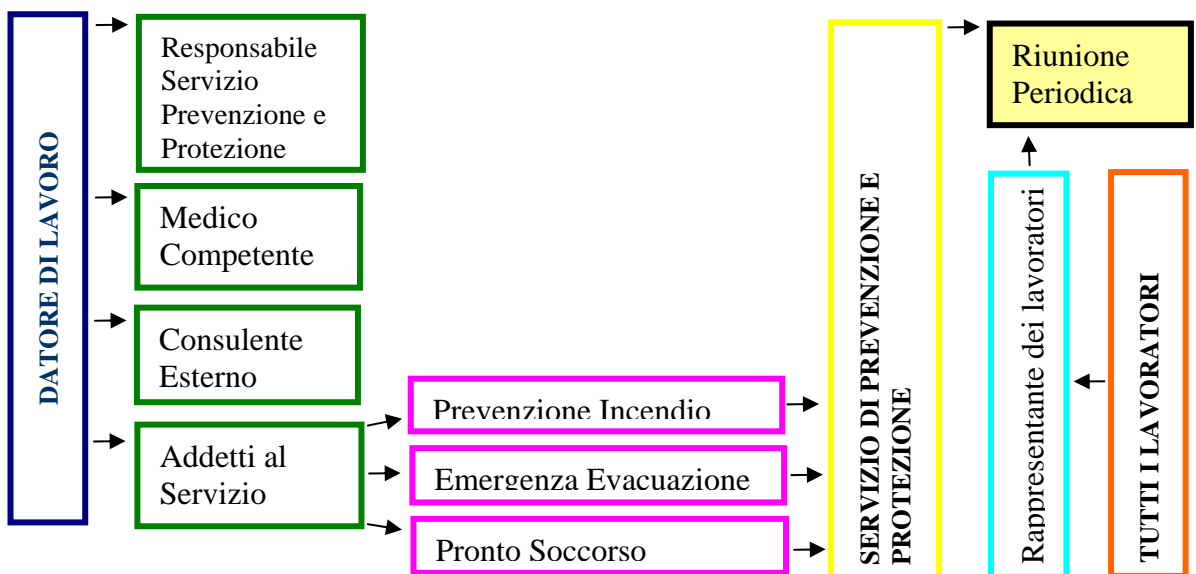 DATORE DI LAVORO
Responsabile
Servizio
Prevenzione e
Protezione
Medico
Competente
Consulente
Esterno
Addetti al
Servizio
Prevenzione Incendio
Emergenza Evacuazione
Pronto Soccorso
SERVIZIO DI PREVENZIONE E
PROTEZIONE
Riunione
Periodica
Rappresentante dei lavoratori
TUTTI I LAVORATORI